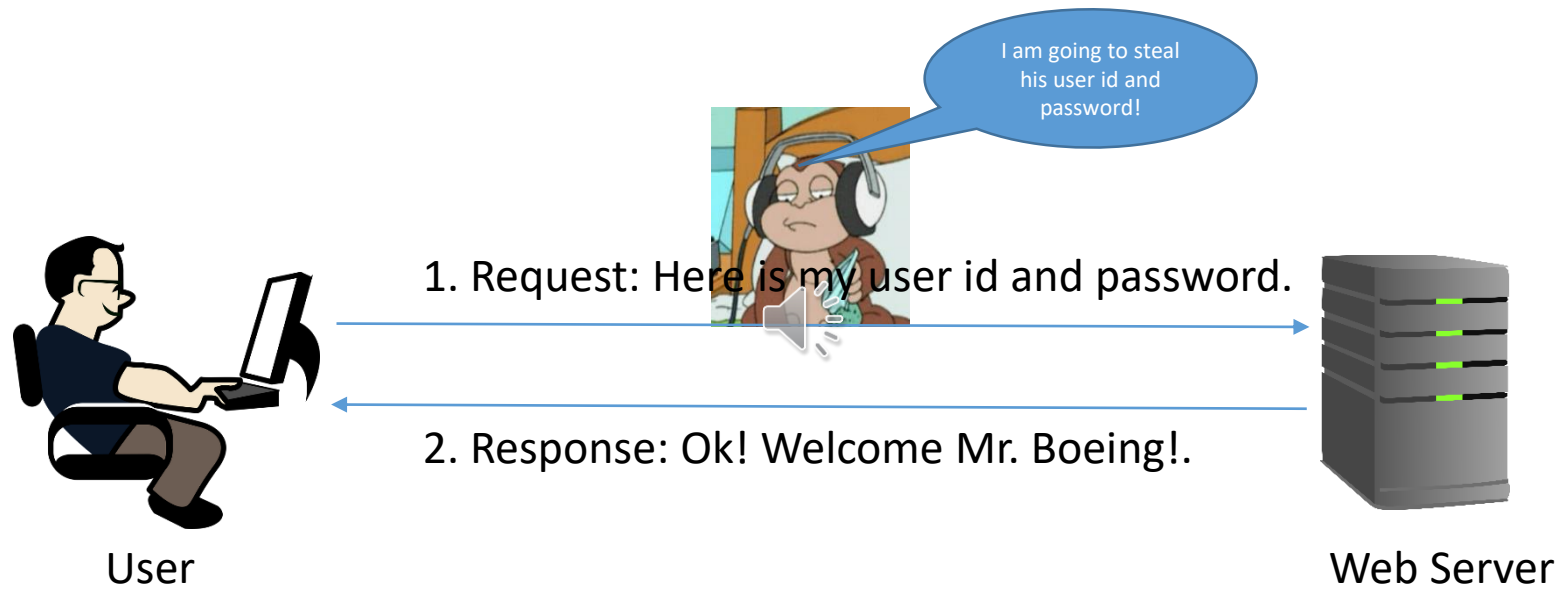 I am going to steal
his user id and
password!
1. Request: Here is my user id and password.
2. Response: Ok! Welcome Mr. Boeing!.
User
Web Server